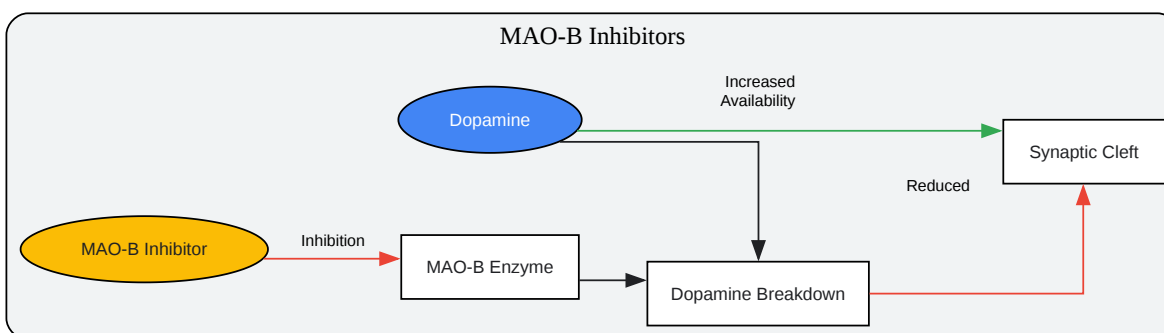 MAO-B Inhibitors
Increased
Availability
Dopamine
Synaptic Cleft
Reduced
Inhibition
MAO-B Inhibitor
MAO-B Enzyme
Dopamine Breakdown